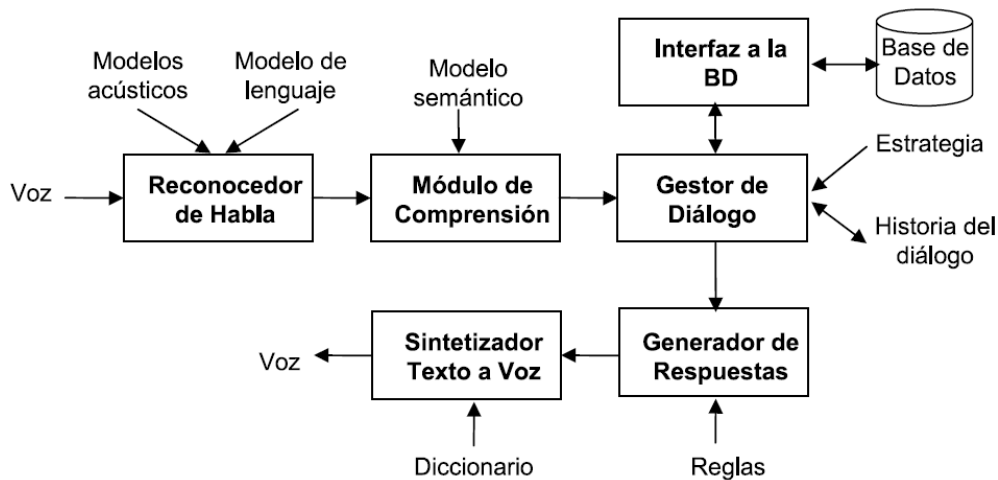 Modelos
acústicos
Modelo de
lenguaje
Modelo
semántico
Interfaz a la
BD
Base de
Datos
Voz
Reconocedor
de Habla
Módulo de
Comprensión
Gestor de
Diálogo
Estrategia
Historia del
diálogo
Voz
Sintetizador
Texto a Voz
Generador de
Respuestas
Diccionario
Reglas